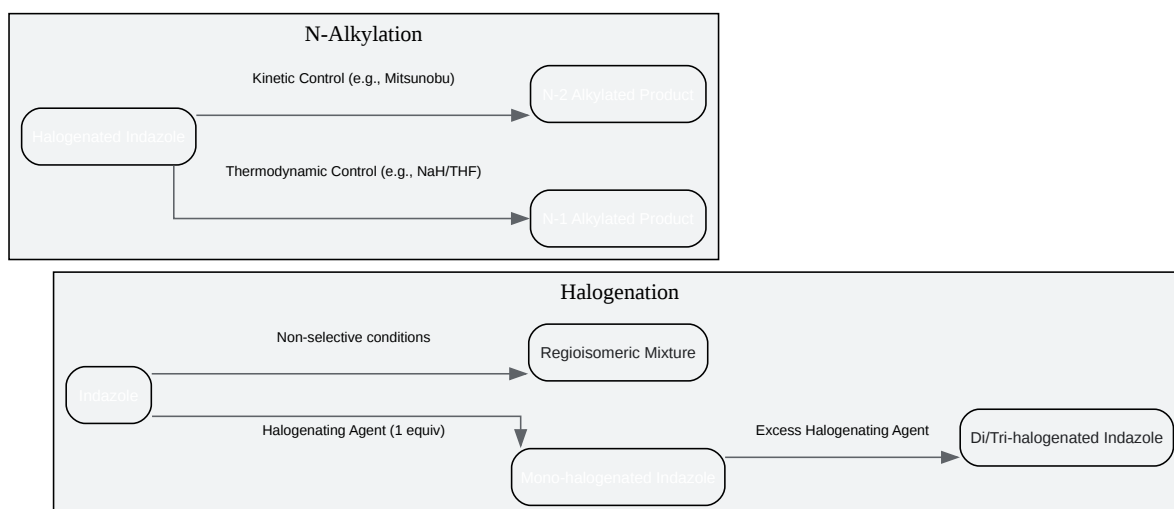 N-Alkylation
Kinetic Control (e.g., Mitsunobu)
N-2 Alkylated Product
Halogenated Indazole
Thermodynamic Control (e.g., NaH/THF)
N-1 Alkylated Product
Halogenation
Non-selective conditions
Regioisomeric Mixture
Indazole
Halogenating Agent (1 equiv)
Excess Halogenating Agent
Di/Tri-halogenated Indazole
Mono-halogenated Indazole